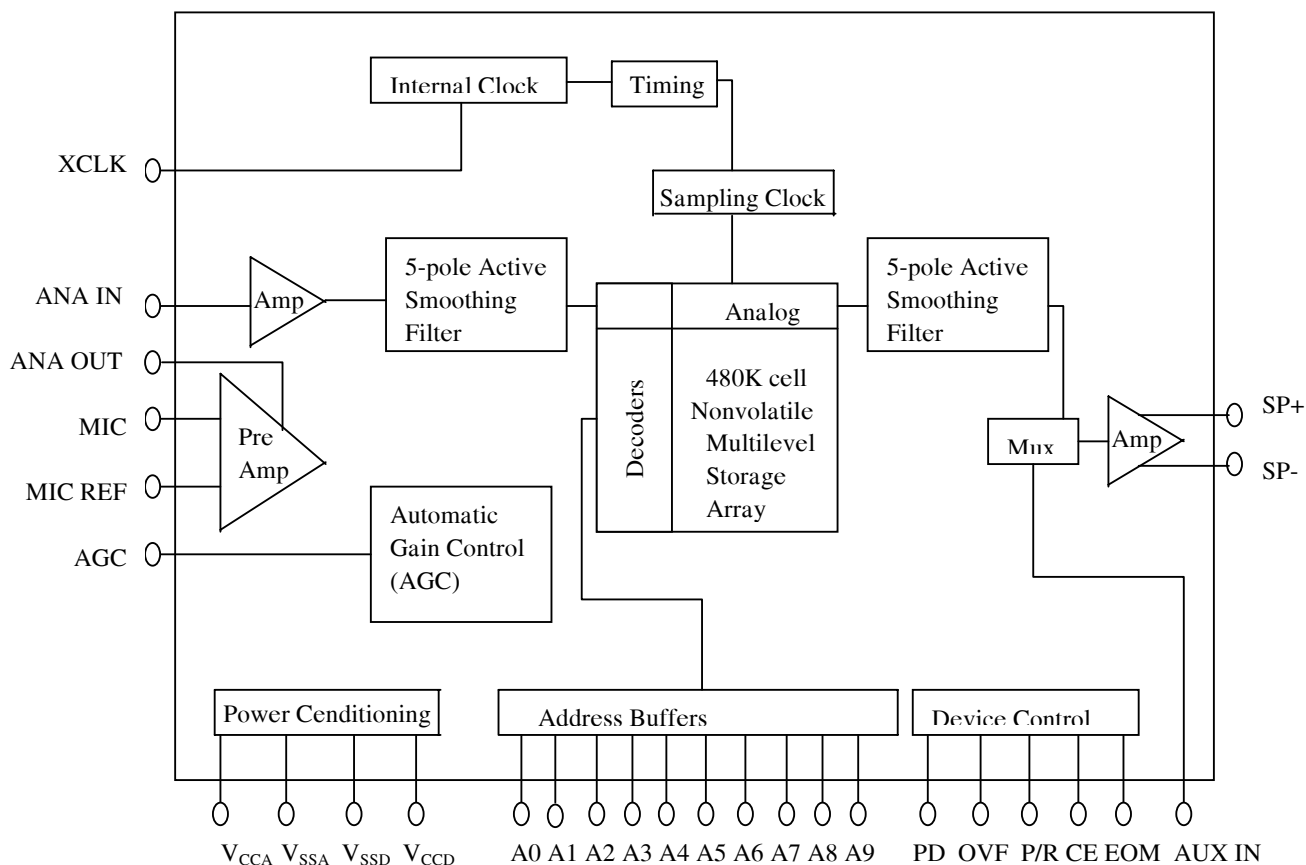 Internal Clock
Timing
XCLK
Sampling Clock
ANA IN
Amp
5-pole Active
Smoothing
Filter
Analog
5-pole Active
Smoothing
Filter
ANA OUT
MIC
Pre
Amp
MIC REF
AGC
Automatic
Gain Control
(AGC)
Decoders
480K cell
Nonvolatile
Multilevel
Storage
Array
Mux
Amp
SP+
SP-
Power Cenditioning
Address Buffers
Device Control
VCCA VSSA VSSD VCCD
A0 A1 A2 A3 A4 A5 A6 A7 A8 A9
PD OVF P/R CE EOM AUX IN